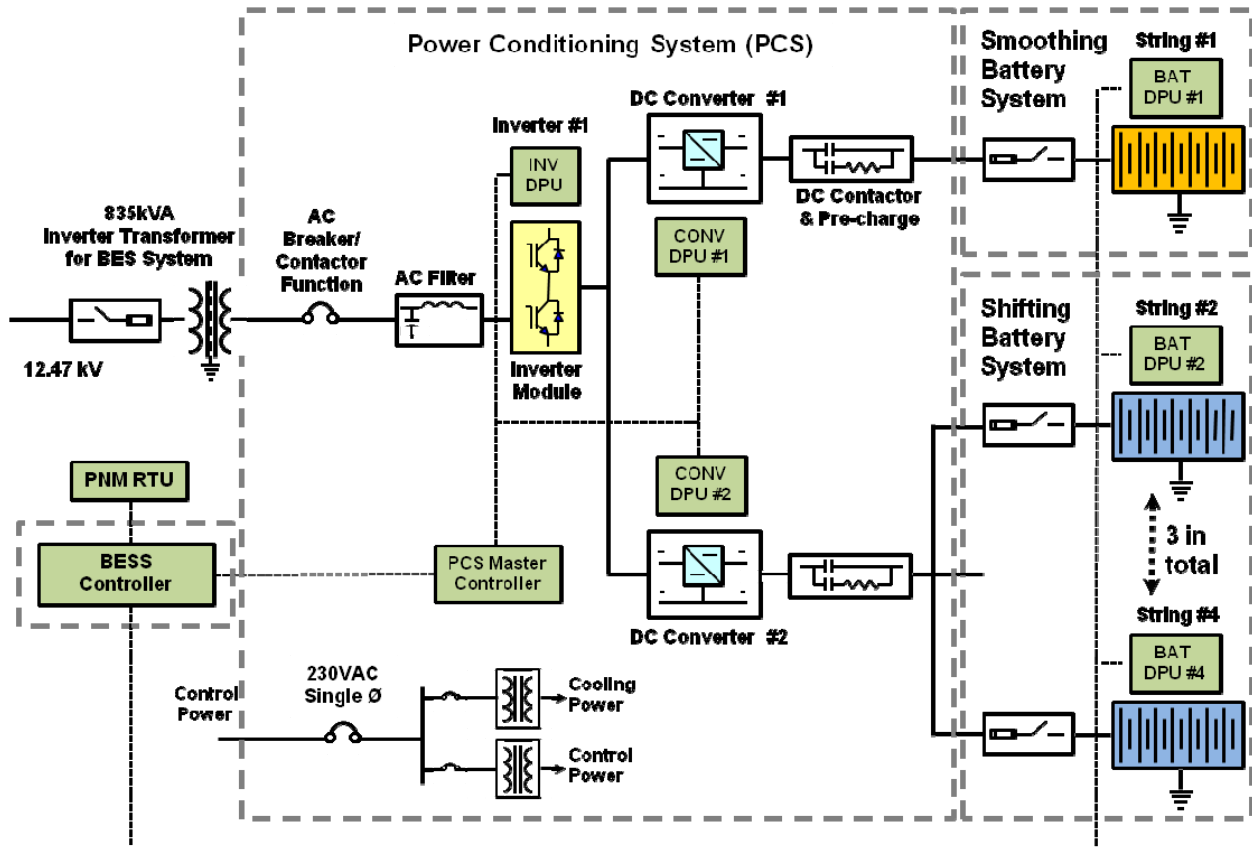 Power Conditioning System (PCS)
Smoothing
Battery
System
String #1
BAT
DPU #1
DC Converter #1
Inverter #1
INV
DPU
DC Contactor
& Pre-charge
835kVA
Inverter Transformer
for BES System
AC
Breaker/
Contactor
Function
AC Filter
CONV
DPU #1
12.47 kV
Inverter
Module
Shifting
Battery
System
String #2
BAT
DPU #2
PNM RTU
CONV
DPU #2
BESS
Controller
PCS Master
Controller
3 in
total
DC Converter #2
String #4
BAT
DPU #4
Control
Power
230VAC
Single Ø
Cooling
Power
Control
Power